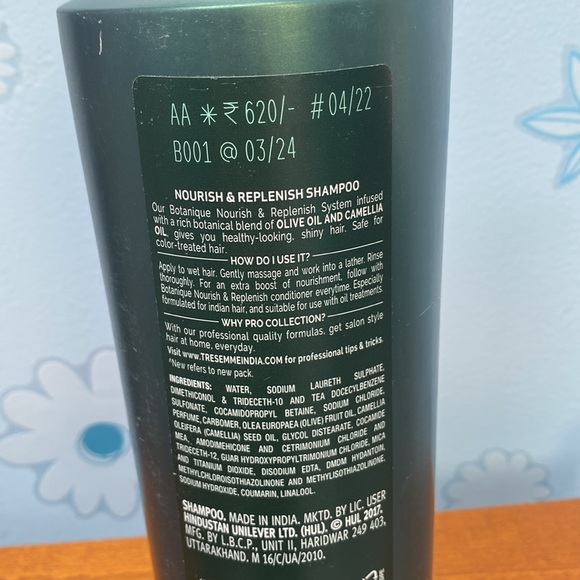 AA ✳ ₹ 620/- # 04/22
B001 @ 03/24
NOURISH & REPLENISH SHAMPOO
Our Botanique Nourish & Replenish System infused
with a rich botanical blend of OLIVE OIL AND CAMELLIA
OIL, gives you healthy-looking, shiny hair. Safe for
color-treated hair.
HOW DO I USE IT?
Apply to wet hair. Gently massage and work into a lather. Rinse
thoroughly. For an extra boost of nourishment, follow with
Botanique Nourish & Replenish conditioner everytime. Especially
formulated for indian hair, and suitable for use with oil treatments.
WHY PRO COLLECTION?
With our professional quality formulas, get salon style
hair at home, everyday.
Visit www.TRESEMMEINDIA.COM for professional tips & tricks.
^New refers to new pack.
INGREDIENTS: WATER, SODIUM LAURETH SULPHATE,
DIMETHICONOL & TRIDECETH-10 AND TEA DOCECYLBENZENE
SULFONATE, COCAMIDOPROPYL BETAINE, SODIUM CHLORIDE,
PERFUME, CARBOMER, OLEA EUROPAEA (OLIVE) FRUIT OIL, CAMELLIA
OLEIFERA (CAMELLIA) SEED OIL, GLYCOL DISTEARATE, COCAMIDE
MEA, AMODIMEHICONE AND CETRIMONIUM CHLORIDE AND
TRIDECETH-12, GUAR HYDROXYPROPYLTRIMONIUM CHLORIDE, MICA
AND TITANIUM DIOXIDE, DISODIUM EDTA, DMDM HYDANTOIN,
METHYLCHLOROISOTHIAZOLINONE AND METHYLISOTHIAZOLINONE,
SODIUM HYDROXIDE, COUMARIN, LINALOOL.
SHAMPOO. MADE IN INDIA. MKTD. BY LIC. USER
HINDUSTAN UNILEVER LTD. (HUL). © HUL 2017.
MFG. BY L.B.C.P., UNIT II, HARIDWAR 249 403,
UTTARAKHAND. M 16/C/UA/2010.